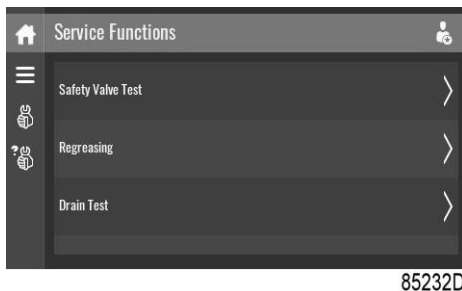 Service Functions
Safety Valve Test
Regreasing
Drain Test
85232D